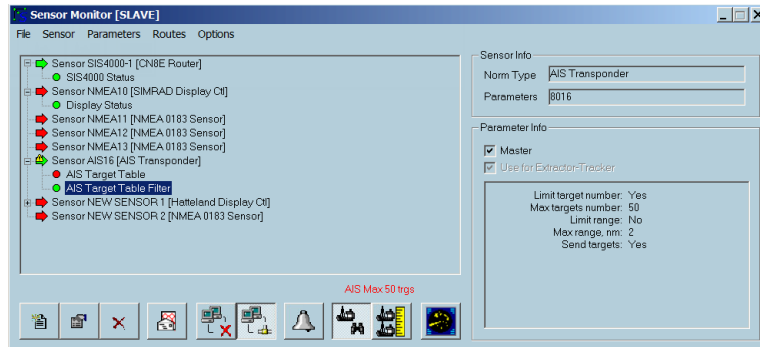 Sensor Monitor [SLAVE]
File Sensor Parameters Routes Options
Sensor SIS4000-1 [CN8E Router]
SIS4000 Status
Sensor NMEA10 [SIMRAD Display Ctl]
Display Status
Sensor NMEA11 [NMEA 0183 Sensor]
Sensor NMEA12 [NMEA 0183 Sensor]
Sensor NMEA13 [NMEA 0183 Sensor]
Sensor AIS16 [AIS Transponder]
AIS Target Table
AIS Target Table Filter
Sensor NEW SENSOR 1 [Hatteland Display Ctl]
Sensor NEW SENSOR 2 [NMEA 0183 Sensor]
AIS Max 50 trgs
Sensor Info
Norm Type AIS Transponder
Parameters 8016
Parameter Info
Master
Use for Extractor-Tracker
Limit target number: Yes
Max targets number: 50
Limit range: No
Max range, nm: 2
Send targets: Yes